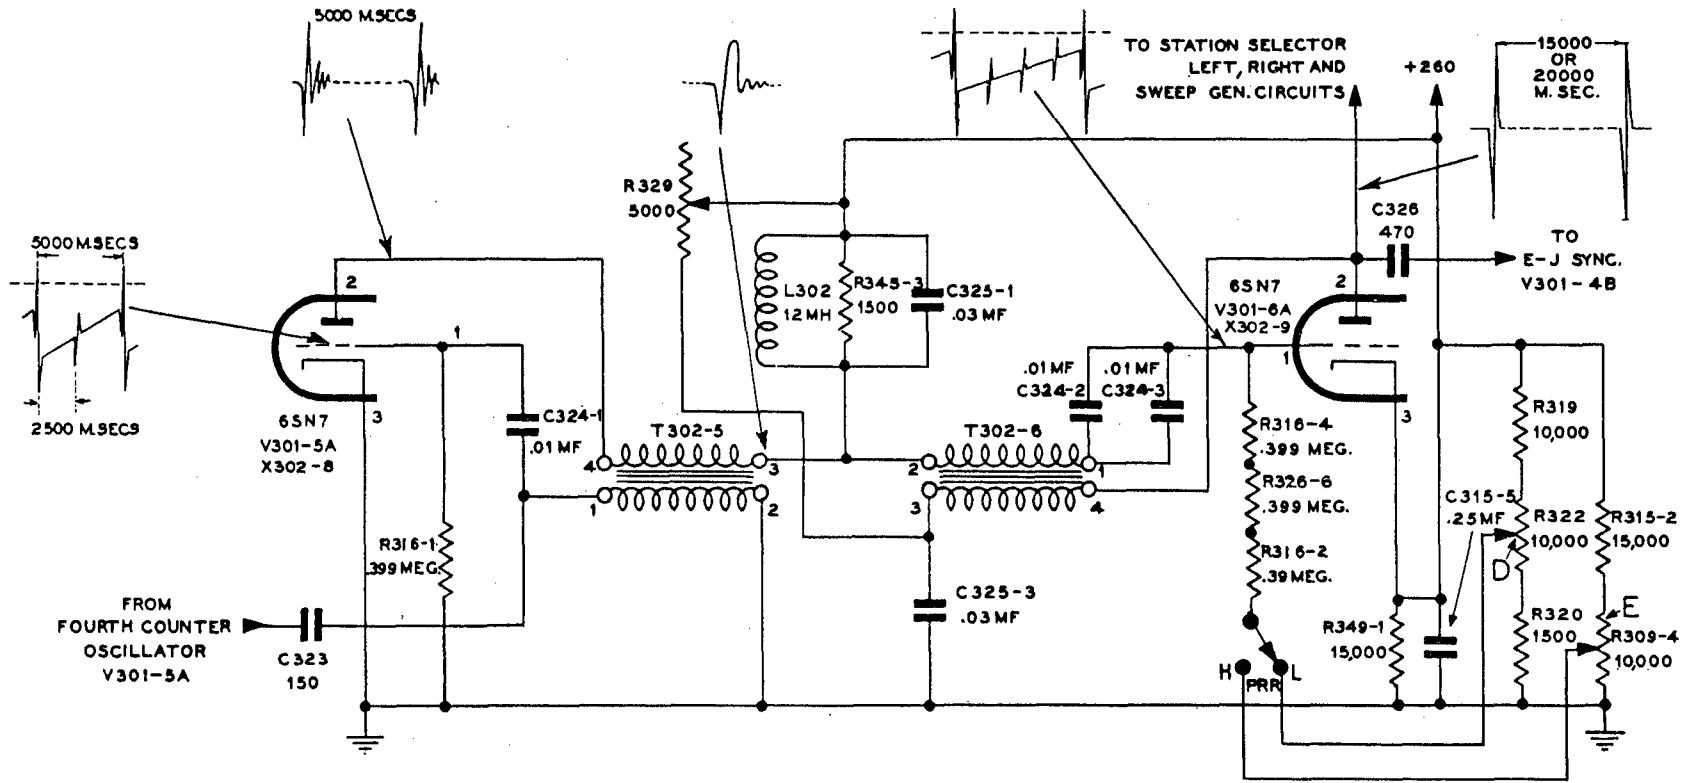 5000 M.SECS
TO STATION SELECTOR
LEFT, RIGHT AND
SWEEP GEN. CIRCUITS
+260
15000
OR
20000
M. SEC.
R329
5000
C326
470
TO
E-J SYNC.
V301-4B
5000 M.SECS
2500 M.SECS
2
1
3
6SN7
V301-5A
X302-8
L302
12 MH
R345-3
1500
C325-1
.03 MF
6SN7
V301-6A
X302-9
2
1
3
.01 MF
C324-2
.01 MF
C324-3
C324-1
.01 MF
T302-5
4
3
1
2
T302-6
2
1
3
4
R316-4
.399 MEG.
R326-6
.399 MEG.
R316-2
.39 MEG.
R319
10,000
C315-5
.25 MF
R322
10,000
D
R315-2
15,000
R316-1
.399 MEG.
C325-3
.03 MF
R349-1
15,000
R320
1500
E
R309-4
10,000
FROM
FOURTH COUNTER
OSCILLATOR
V301-5A
C323
150
H
L
PRR